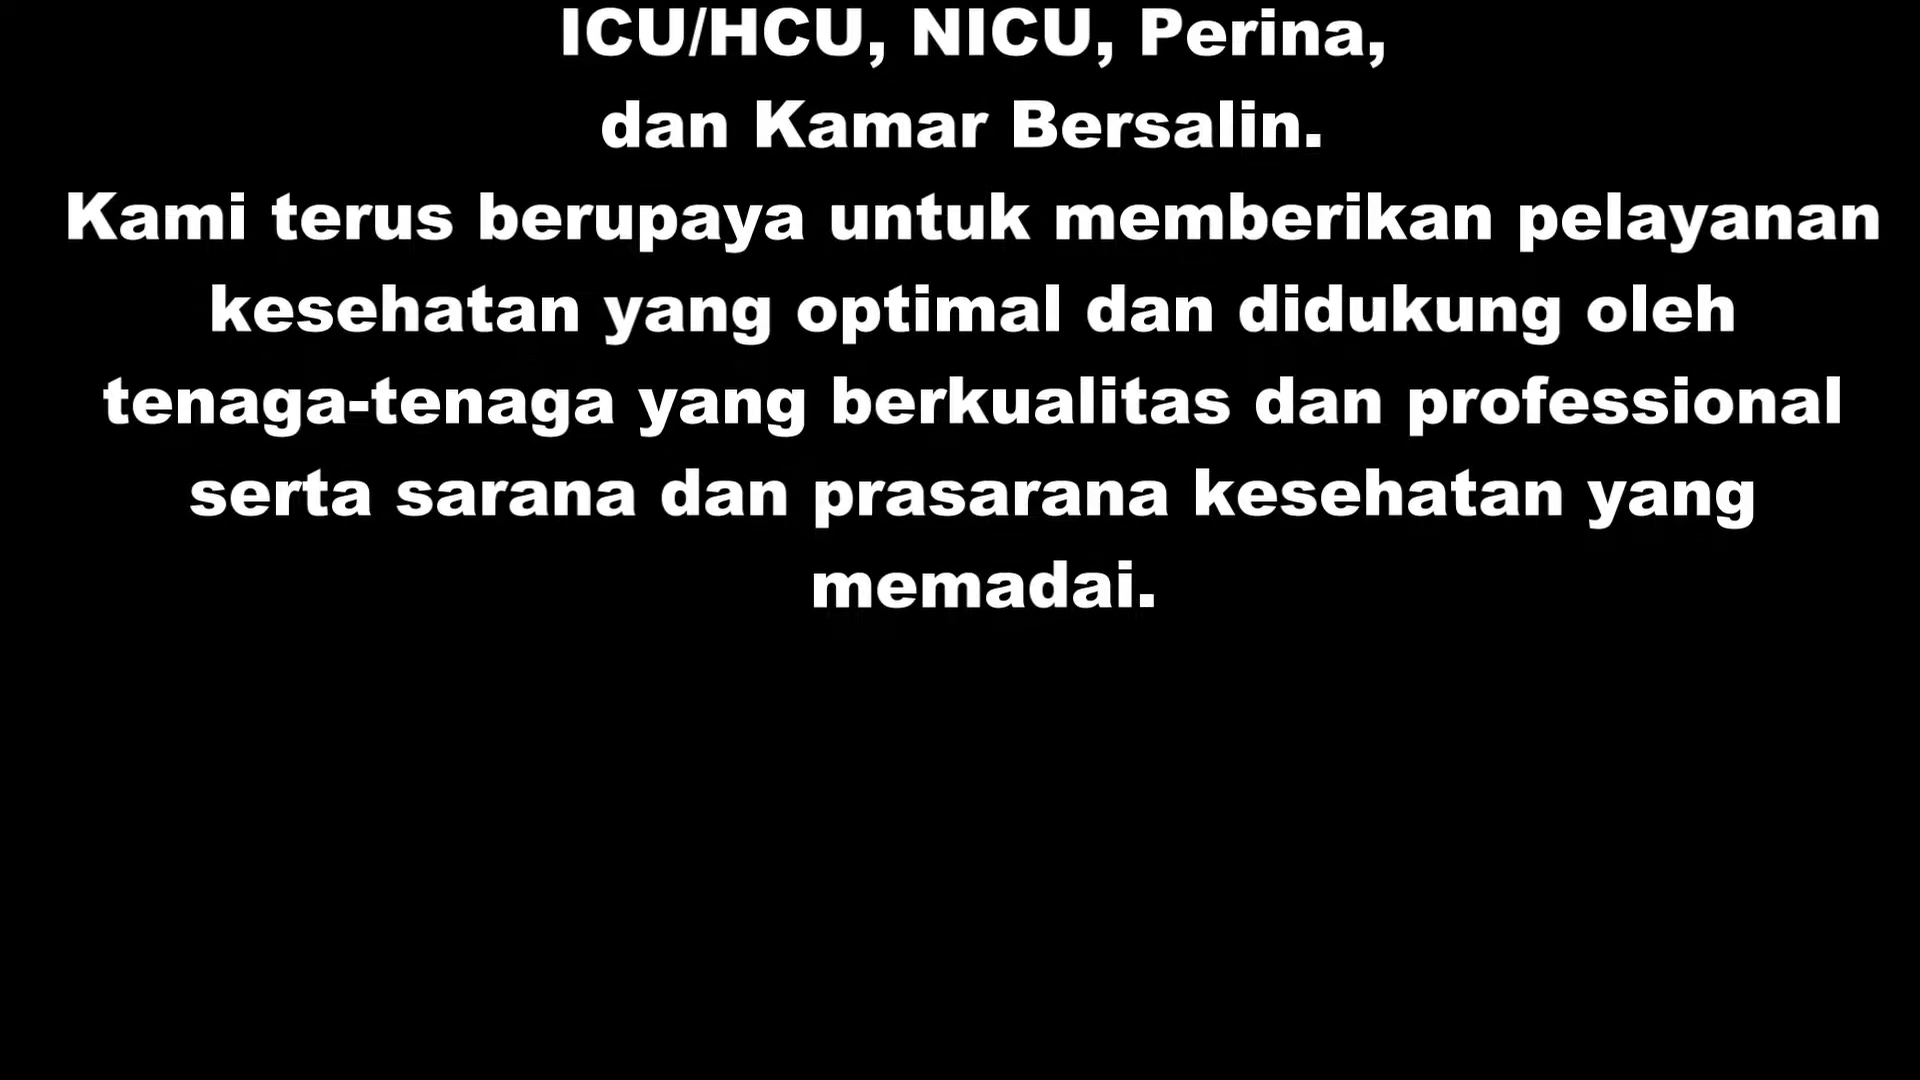 ICU/HCU, NICU, Perina,
dan Kamar Bersalin.
Kami terus berupaya untuk memberikan pelayanan
kesehatan yang optimal dan didukung oleh
tenaga-tenaga yang berkualitas dan professional
serta sarana dan prasarana kesehatan yang
memadai.